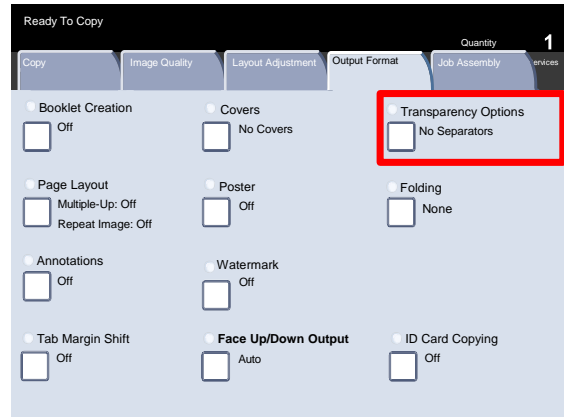 Ready To Copy
Quantity
1
Copy
Image Quality
Layout Adjustment
Output Format
Job Assembly
ervices
Booklet Creation
Off
Covers
No Covers
Transparency Options
No Separators
Page Layout
Multiple-Up: Off
Repeat Image: Off
Poster
Off
Folding
None
Annotations
Off
Watermark
Off
Tab Margin Shift
Off
Face Up/Down Output
Auto
ID Card Copying
Off